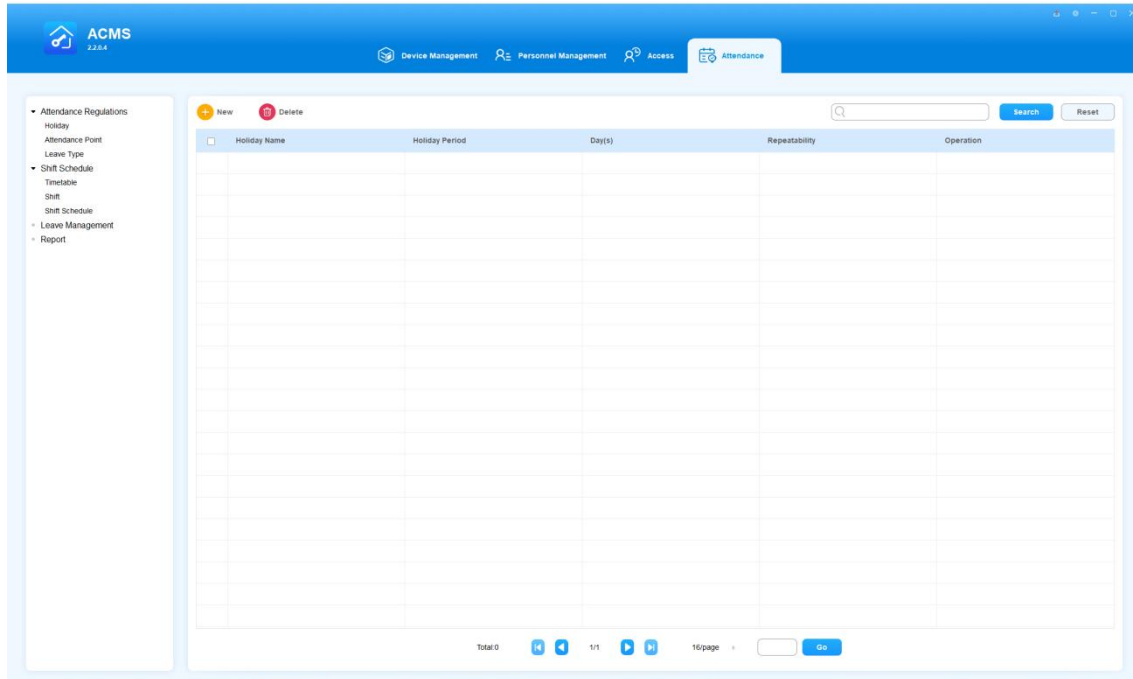 ACMS
2.2.0.4
Device Management Personnel Management Access Attendance
Attendance Regulations
Holiday
Attendance Point
Leave Type
Shift Schedule
Timetable
Shift
Shift Schedule
Leave Management
Report
New Delete Search Reset
Holiday Name Holiday Period Day(s) Repeatability Operation
Total:0 1/1 16/page Go